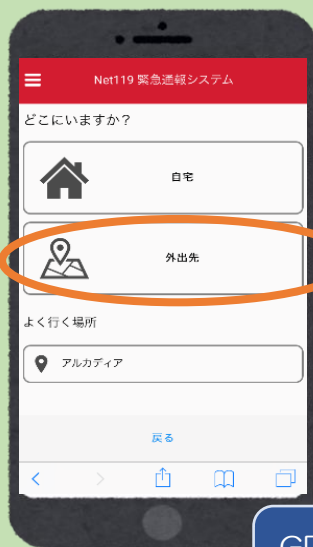 Net119 緊急通報システム
どこにいますか？
自宅
外出先
よく行く場所
アルカディア
戻る